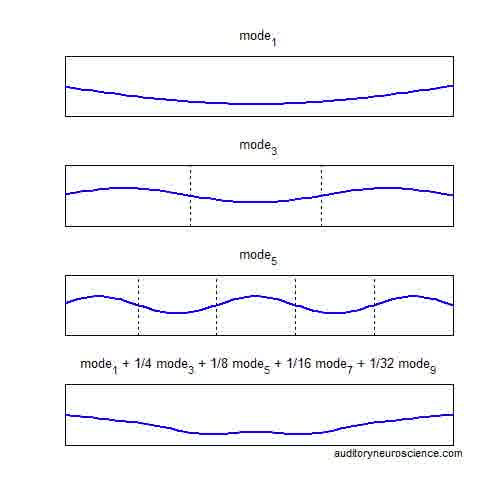 mode₁
mode₃
mode₅
mode₁ + 1/4 mode₃ + 1/8 mode₅ + 1/16 mode₇ + 1/32 mode₉
auditoryneuroscience.com